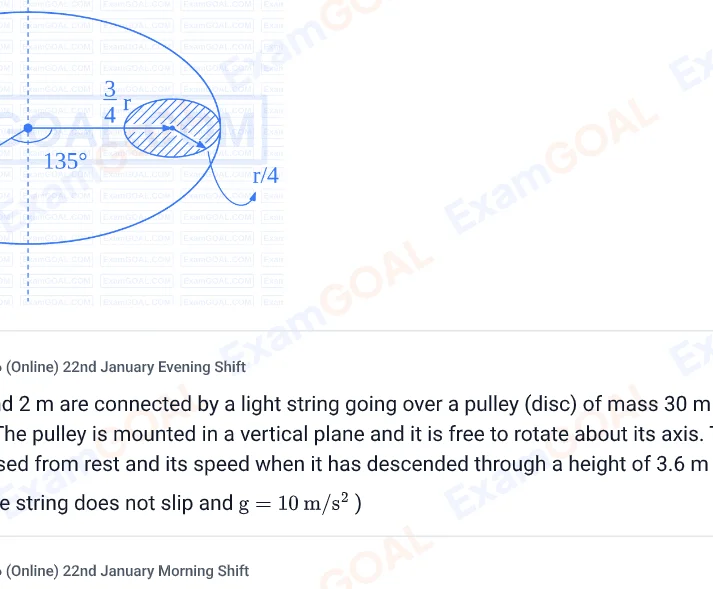 3
4 r
135°
r/4
(Online) 22nd January Evening Shift
d 2 m are connected by a light string going over a pulley (disc) of mass 30 m
The pulley is mounted in a vertical plane and it is free to rotate about its axis.
sed from rest and its speed when it has descended through a height of 3.6 m
e string does not slip and g = 10 m/s² )
(Online) 22nd January Morning Shift
ExamGOAL
ExamGOAL
ExamGOAL